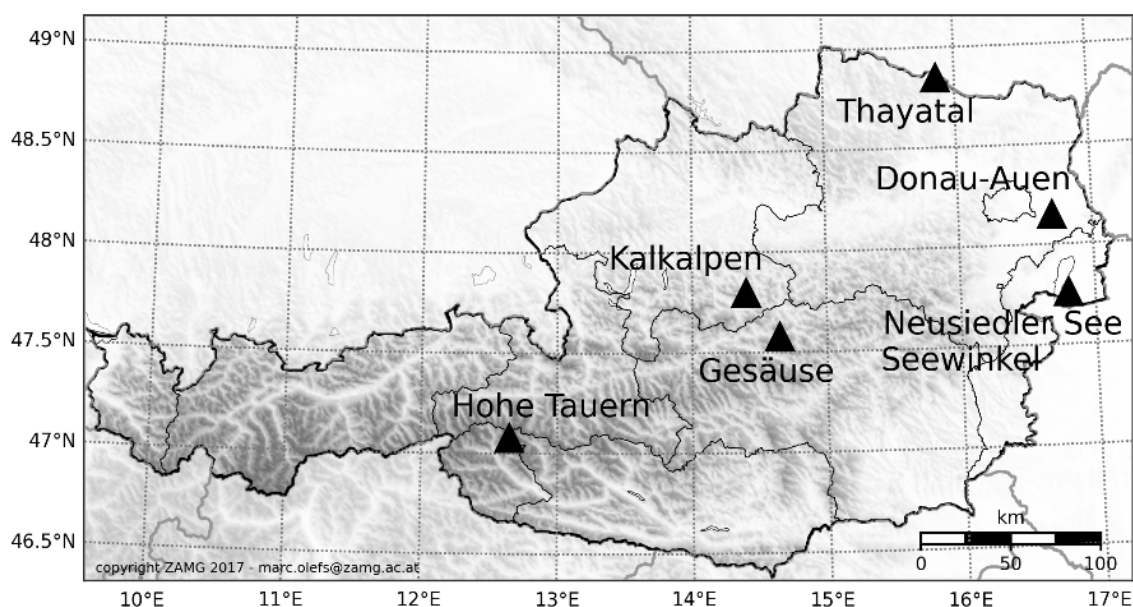 49°N
Thayatal
48.5°N
Donau-Auen
48°N
Kalkalpen
Neusiedler See
Seewinkel
47.5°N
Gesäuse
Hohe Tauern
47°N
46.5°N
km
0 50 100
copyright ZAMG 2017 - marc.olefs@zamg.ac.at
10°E 11°E 12°E 13°E 14°E 15°E 16°E 17°E